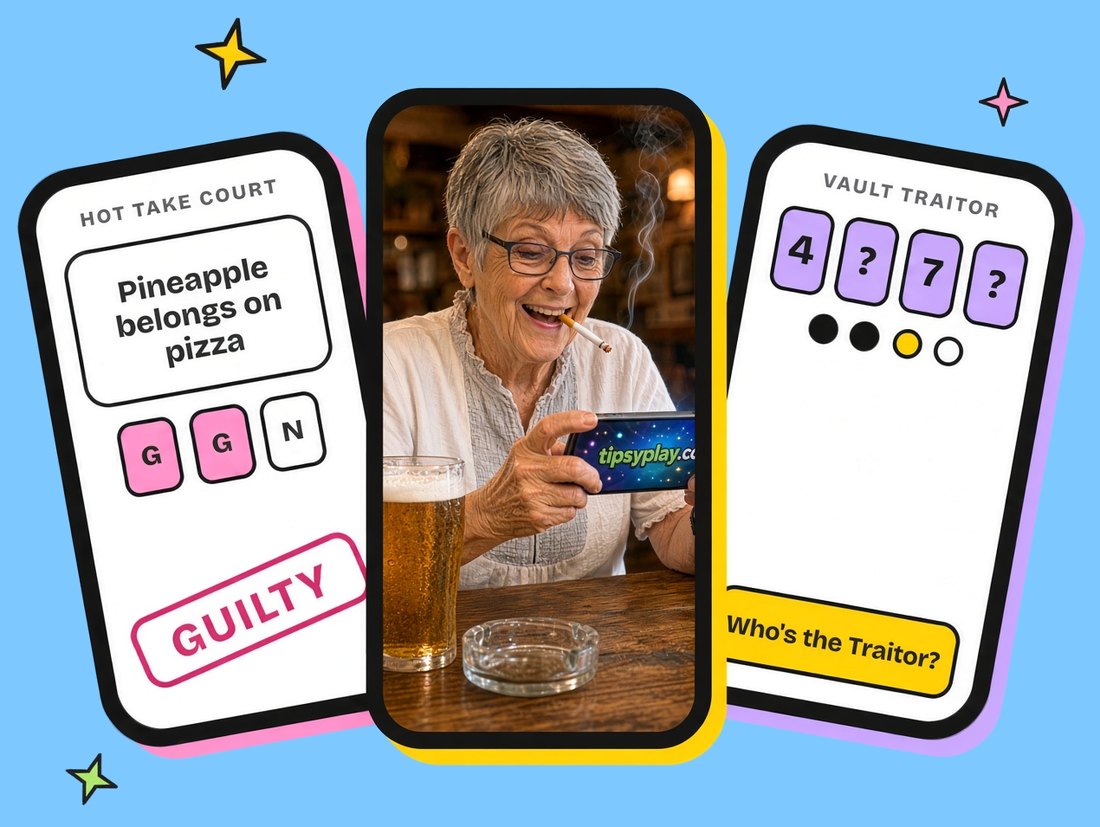 HOT TAKE COURT
Pineapple
belongs on
pizza
G G N
GUILTY
tipsyplay.co
VAULT TRAITOR
4 ? 7 ?
Who's the Traitor?